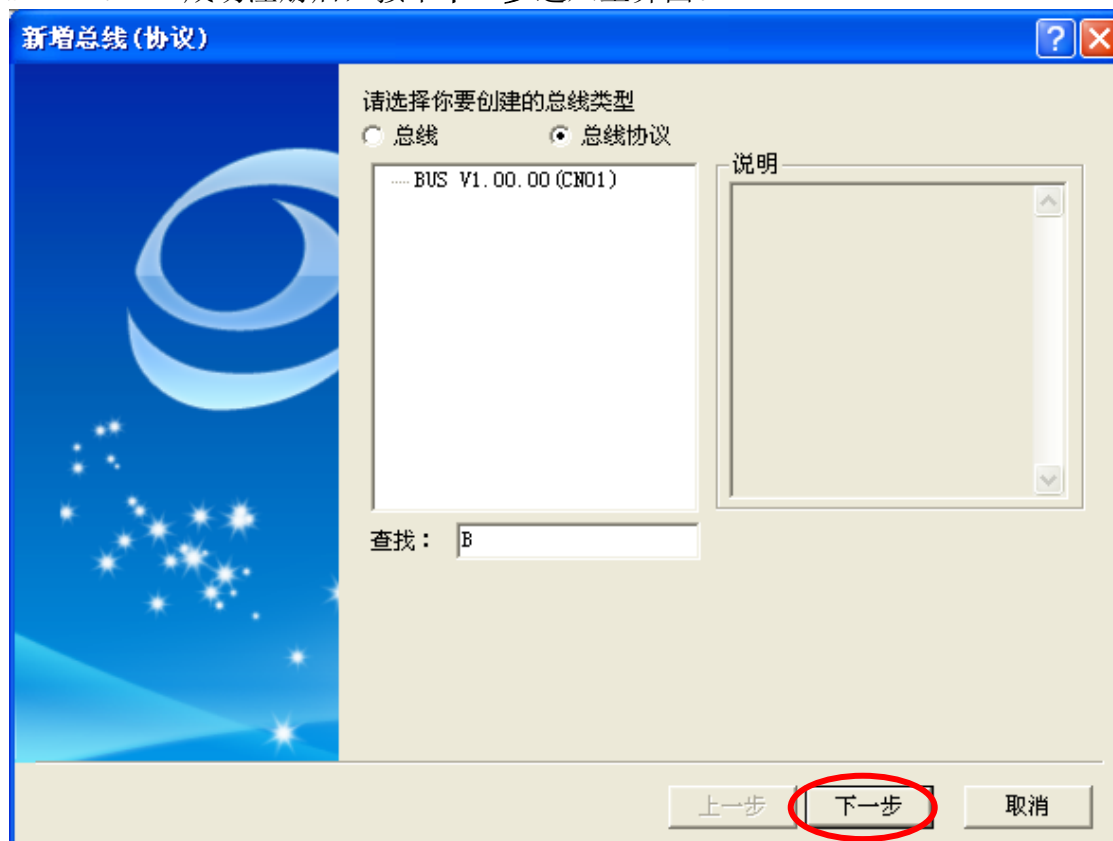 新增总线(协议)
请选择你要创建的总线类型
总线 总线协议
BUS V1.00.00(CN01)
说明
查找： B
上一步 下一步 取消